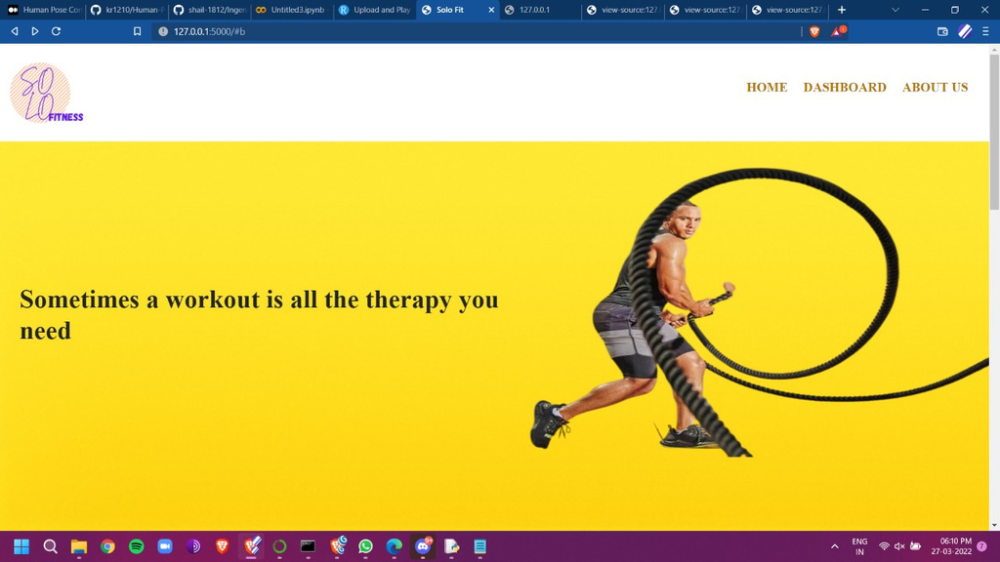 Human Pose Co
kr1210/Human-
shail-1812/Inge
Untitled3.ipynb
Upload and Play
Solo Fit
127.0.0.1
view-source:127
view-source:127
view-source:127
127.0.0.1:5000/#b
SO
LO
FITNESS
HOME DASHBOARD ABOUT US
Sometimes a workout is all the therapy you
need
ENG
IN
06:10 PM
27-03-2022
7